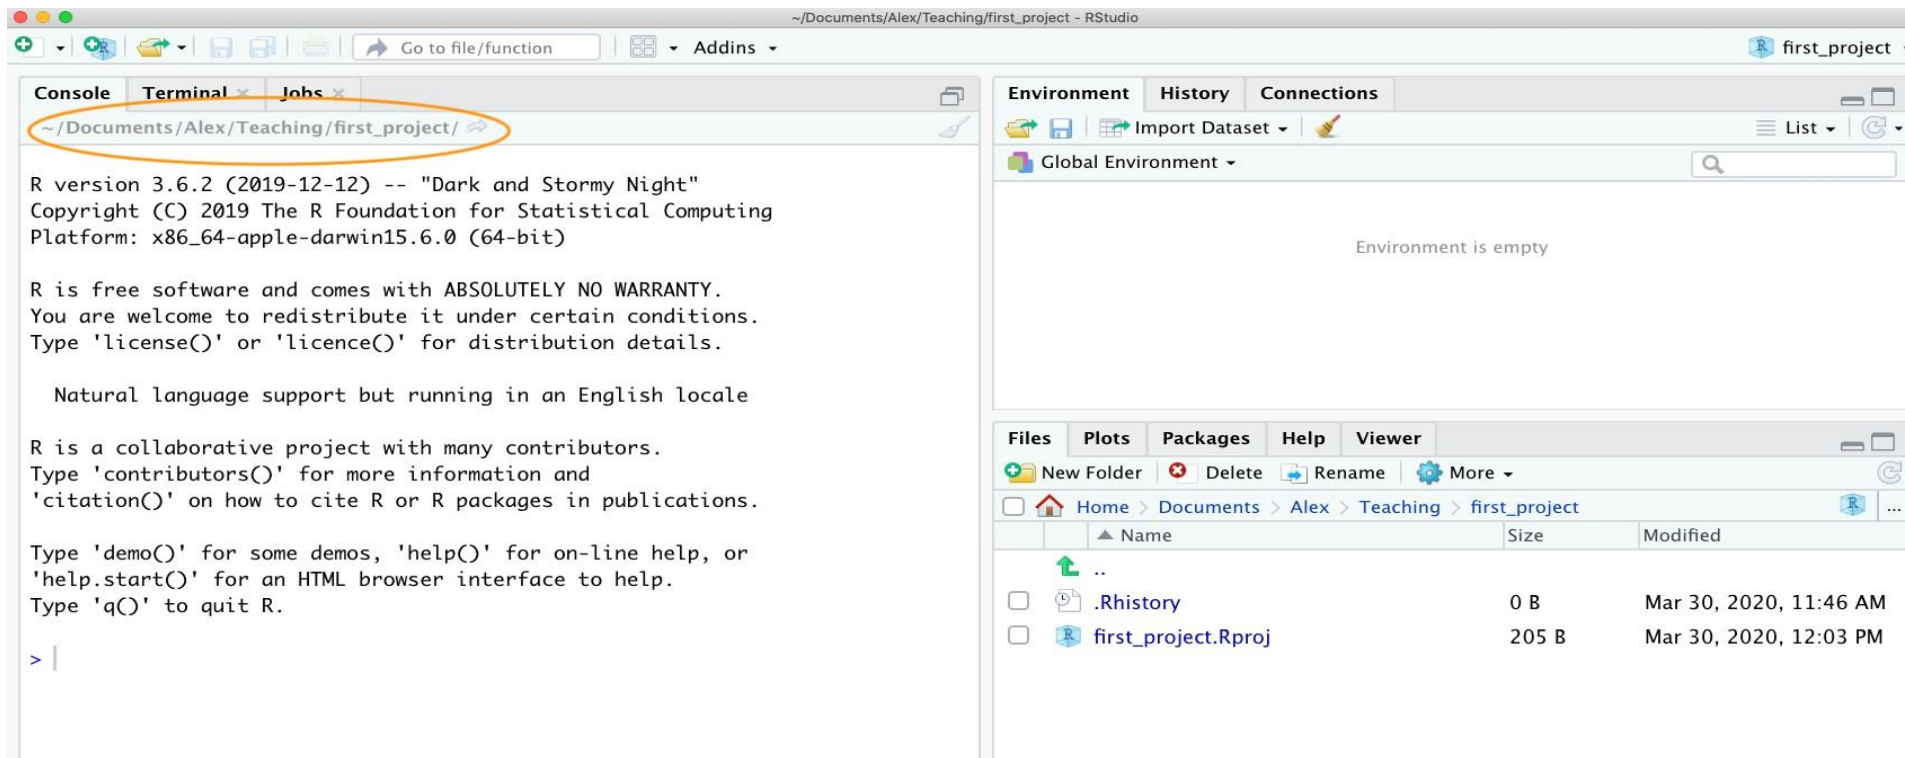 ~/Documents/Alex/Teaching/first_project - RStudio
Go to file/function
Addins
first_project
Console Terminal Jobs
~/Documents/Alex/Teaching/first_project/
R version 3.6.2 (2019-12-12) -- "Dark and Stormy Night"
Copyright (C) 2019 The R Foundation for Statistical Computing
Platform: x86_64-apple-darwin15.6.0 (64-bit)
R is free software and comes with ABSOLUTELY NO WARRANTY.
You are welcome to redistribute it under certain conditions.
Type 'license()' or 'licence()' for distribution details.
Natural language support but running in an English locale
R is a collaborative project with many contributors.
Type 'contributors()' for more information and
'citation()' on how to cite R or R packages in publications.
Type 'demo()' for some demos, 'help()' for on-line help, or
'help.start()' for an HTML browser interface to help.
Type 'q()' to quit R.
>
Environment History Connections
Import Dataset List
Global Environment
Environment is empty
Files Plots Packages Help Viewer
New Folder Delete Rename More
Home > Documents > Alex > Teaching > first_project ...
Name Size Modified
..
.Rhistory 0 B Mar 30, 2020, 11:46 AM
first_project.Rproj 205 B Mar 30, 2020, 12:03 PM